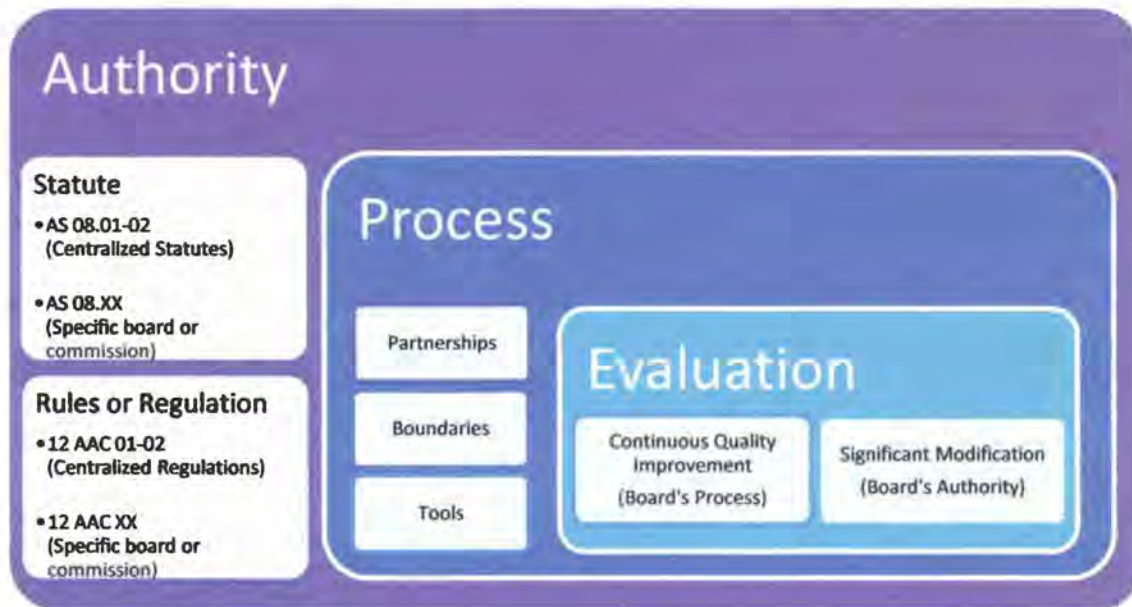 Authority
Statute
•AS 08.01-02
(Centralized Statutes)
•AS 08.XX
(Specific board or
commission)
Rules or Regulation
•12 AAC 01-02
(Centralized Regulations)
•12 AAC XX
(Specific board or
commission)
Process
Partnerships
Boundaries
Tools
Evaluation
Continuous Quality
Improvement
(Board's Process)
Significant Modification
(Board's Authority)